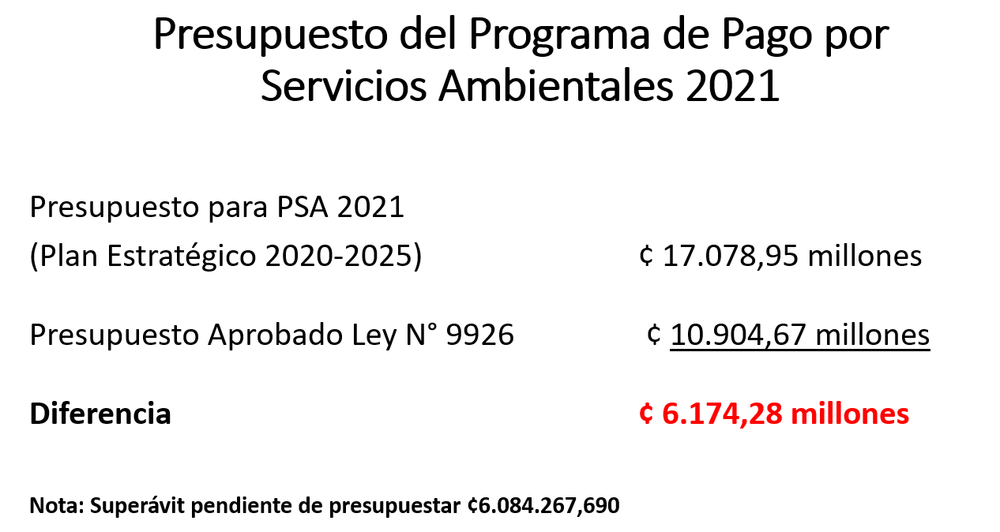 Presupuesto del Programa de Pago por
Servicios Ambientales 2021
Presupuesto para PSA 2021
(Plan Estratégico 2020-2025) ₵ 17.078,95 millones
Presupuesto Aprobado Ley N° 9926 ₵ 10.904,67 millones
Diferencia ₵ 6.174,28 millones
Nota: Superávit pendiente de presupuestar ₵6.084.267,690